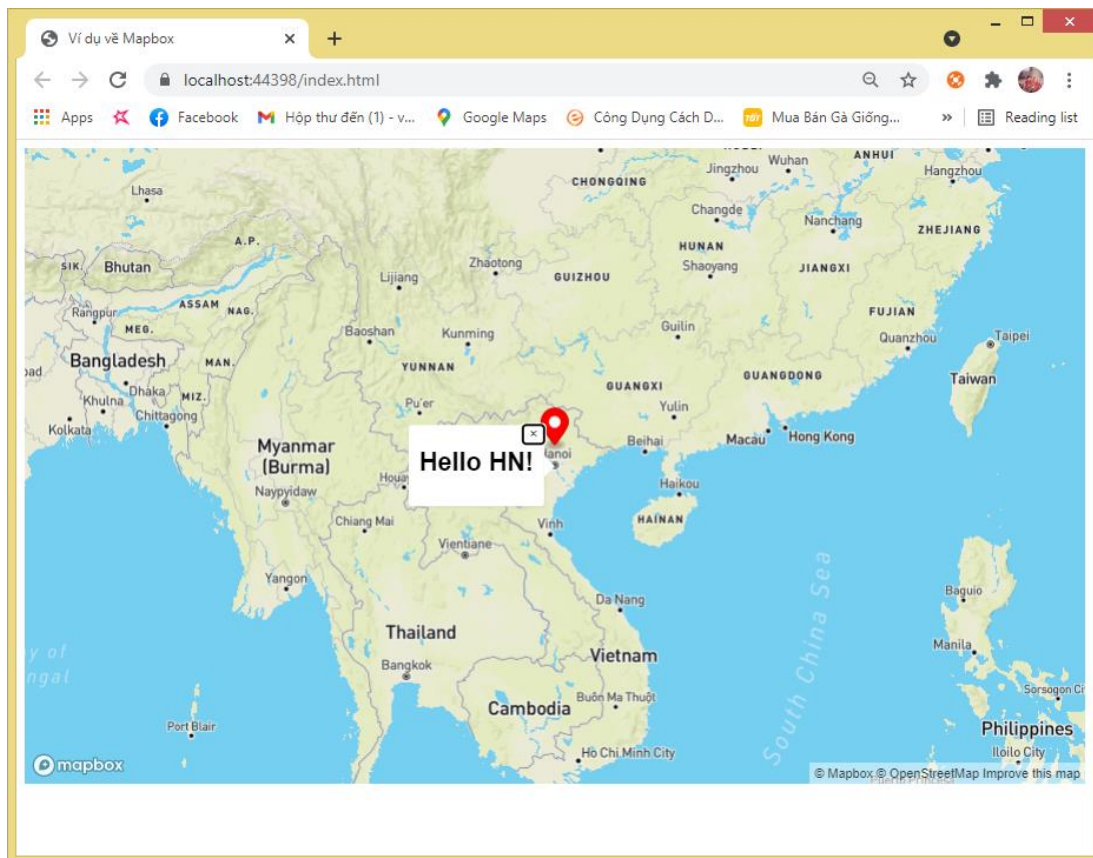 Ví dụ về Mapbox
localhost:44398/index.html
Apps Facebook Hộp thư đến (1) - v... Google Maps Công Dụng Cách D... Mua Bán Gà Giống... » Reading list
Lhasa
CHONGQING
Jingzhou
Wuhan
ANHUI
Hangzhou
Changde
Nanchang
ZHEJIANG
A.P.
HUNAN
SIK.
Bhutan
Lijiang
Zhaotong
GUIZHOU
Shaoyang
JIANGXI
ASSAM
NAG.
Rangpur
MEG.
Baoshan
Kunming
Guilin
FUJIAN
Quanzhou
Taipei
Bangladesh
MAN.
YUNNAN
GUANGXI
GUANGDONG
Taiwan
Dhaka
MIZ.
Khulna
Chittagong
Pu'er
Yulin
Kolkata
Myanmar
(Burma)
Hello HN!
Beihai
Macau
Hong Kong
Naypyidaw
Haikou
Chiang Mai
Vinh
HAINAN
Vientiane
Yangon
Da Nang
South China Sea
Baguio
Thailand
Vietnam
Manila
Bangkok
Buôn Ma Thuột
Cambodia
Port Blair
Philippines
Ho Chi Minh City
Iloilo City
mapbox
© Mapbox © OpenStreetMap Improve this map